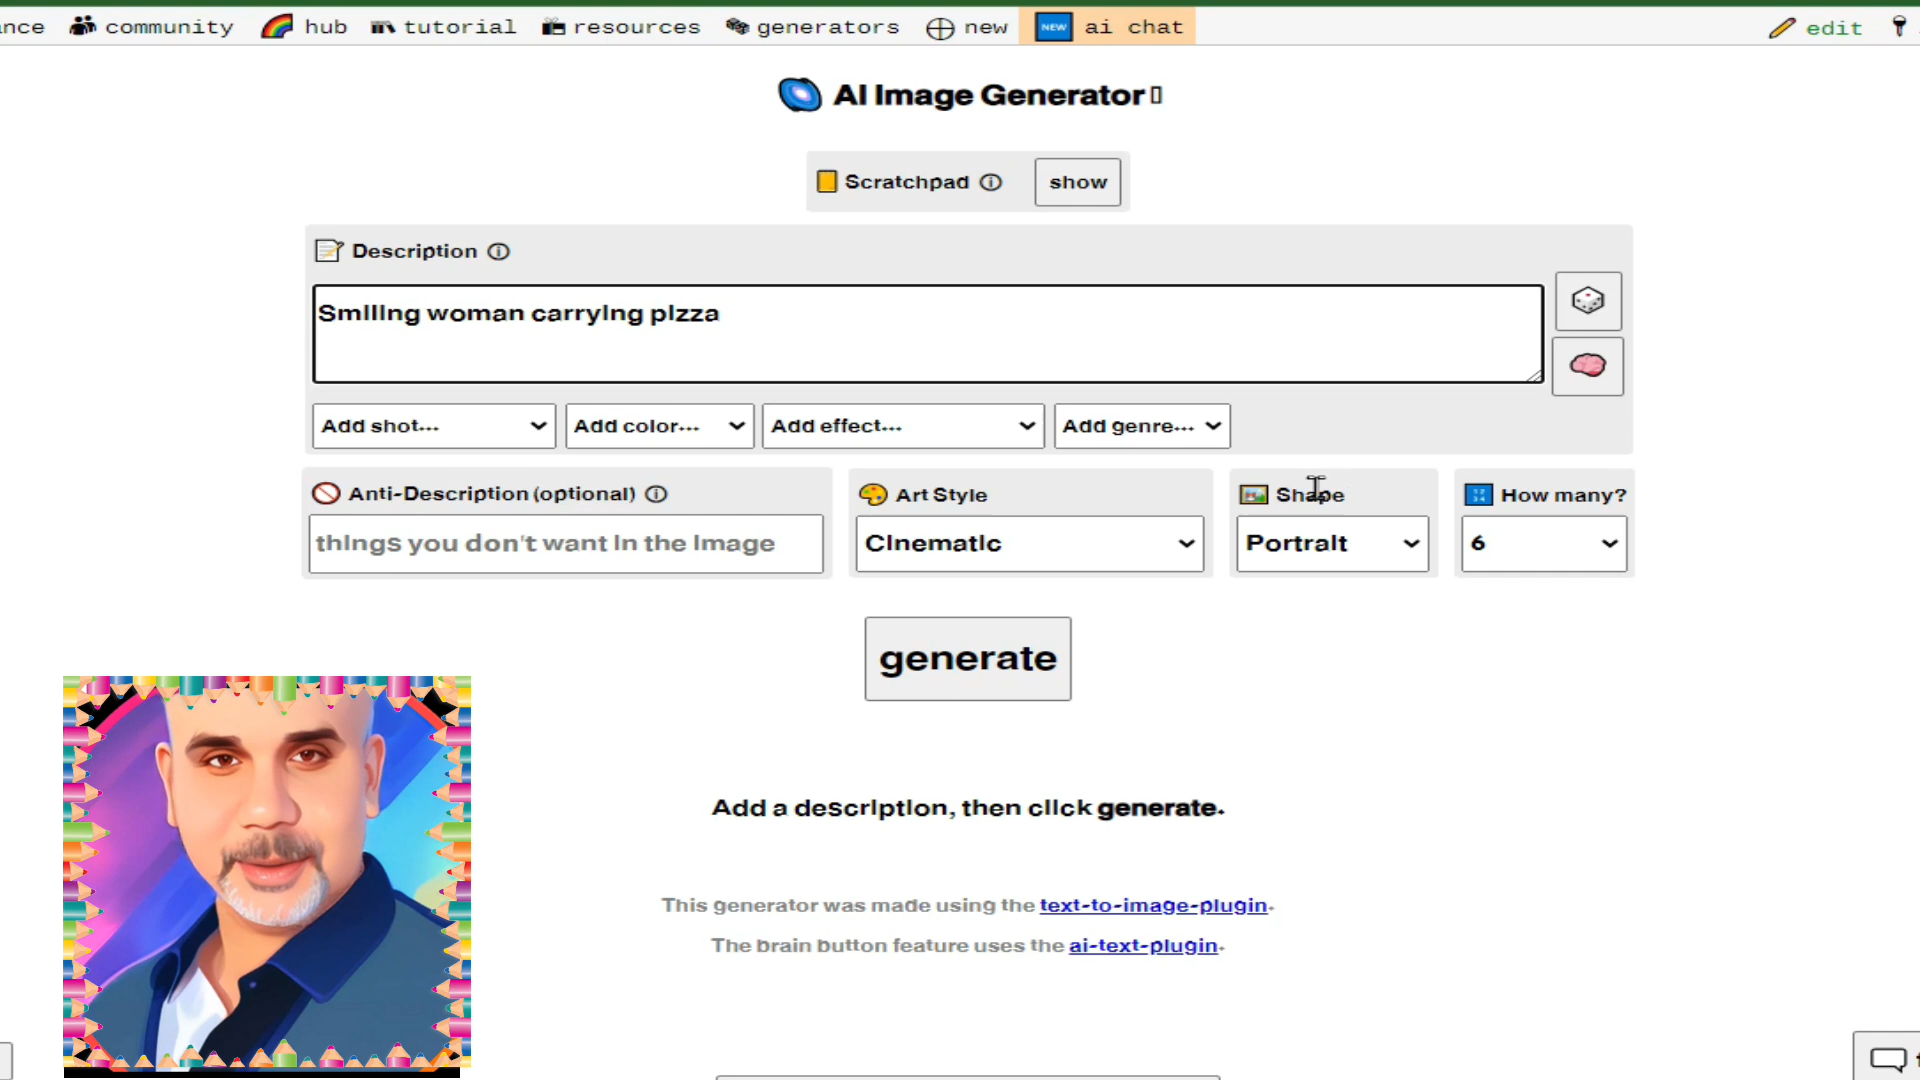 nce community hub tutorial resources generators new NEW ai chat edit
AI Image Generator
Scratchpad show
Description
Smiling woman carrying pizza
Add shot... Add color... Add effect... Add genre...
Anti-Description (optional) Art Style Shape How many?
things you don't want in the image Cinematic Portrait 6
generate
Add a description, then click generate.
This generator was made using the text-to-image-plugin.
The brain button feature uses the ai-text-plugin.